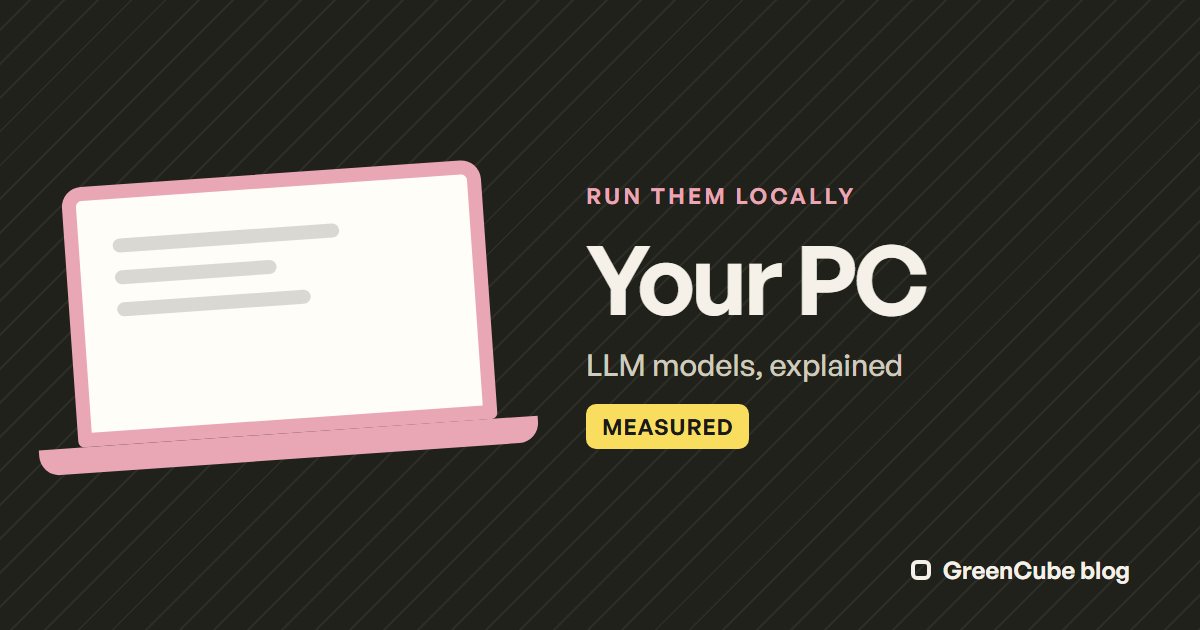 RUN THEM LOCALLY
Your PC
LLM models, explained
MEASURED
GreenCube blog